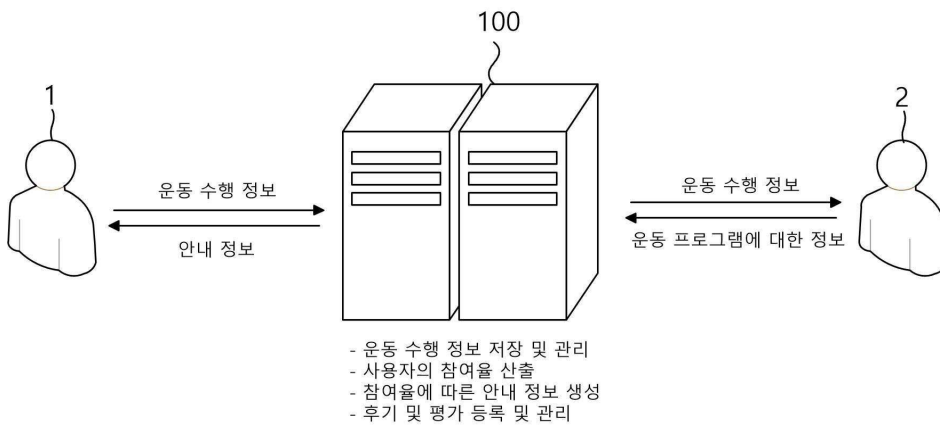 100
1
2
운동 수행 정보
안내 정보
운동 수행 정보
운동 프로그램에 대한 정보
- 운동 수행 정보 저장 및 관리
- 사용자의 참여율 산출
- 참여율에 따른 안내 정보 생성
- 후기 및 평가 등록 및 관리